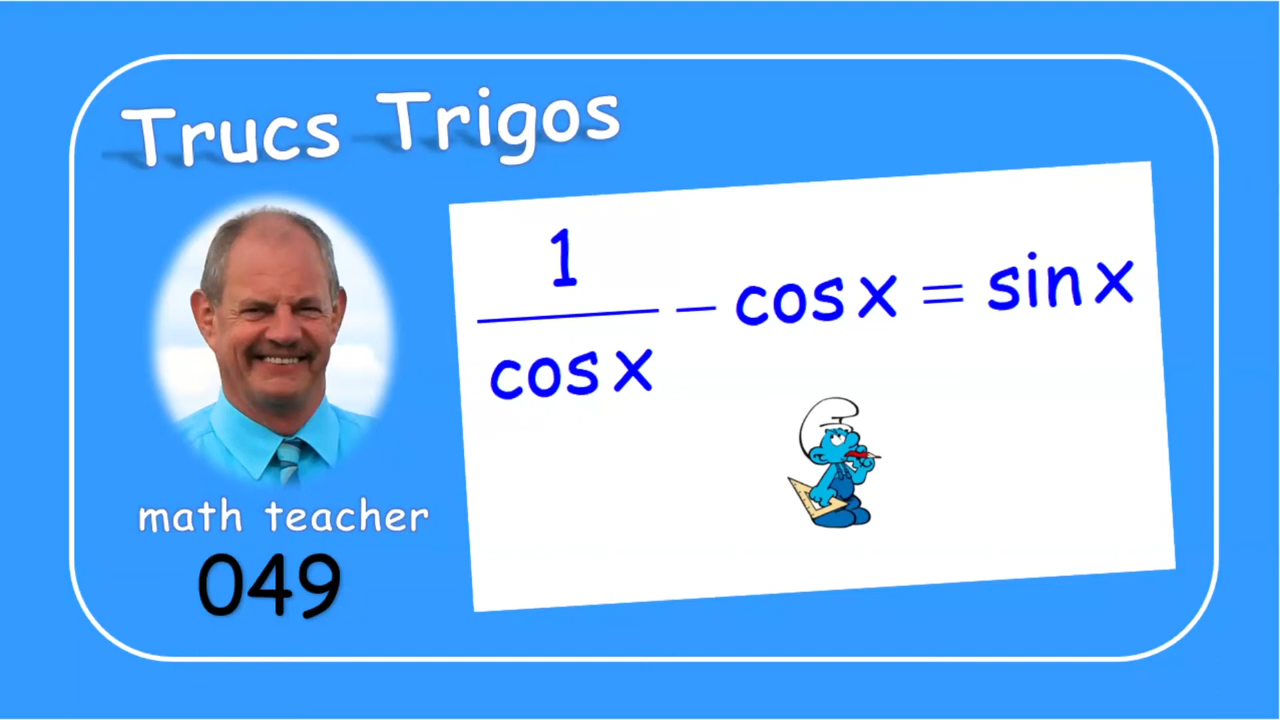 Trucs Trigos
1
cos x
− cos x = sin x
math teacher
049